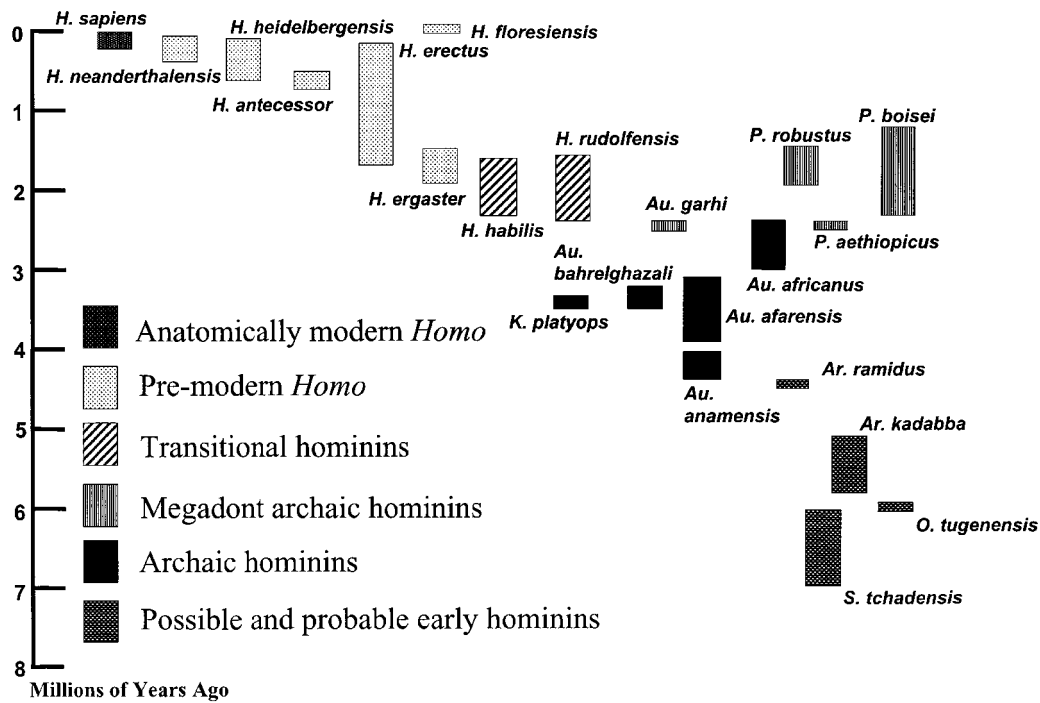 H. sapiens
H. heidelbergensis
H. floresiensis
0
H. erectus
H. neanderthalensis
H. antecessor
1
P. boisei
H. rudolfensis
P. robustus
2
H. ergaster
Au. garhi
H. habilis
P. aethiopicus
Au.
bahrelghazali
3
Au. africanus
K. platyops
Au. afarensis
Anatomically modern Homo
4
Ar. ramidus
Pre-modern Homo
Au.
anamensis
5
Ar. kadabba
Transitional hominins
6
Megadont archaic hominins
O. tugenensis
Archaic hominins
7
S. tchadensis
Possible and probable early hominins
8
Millions of Years Ago